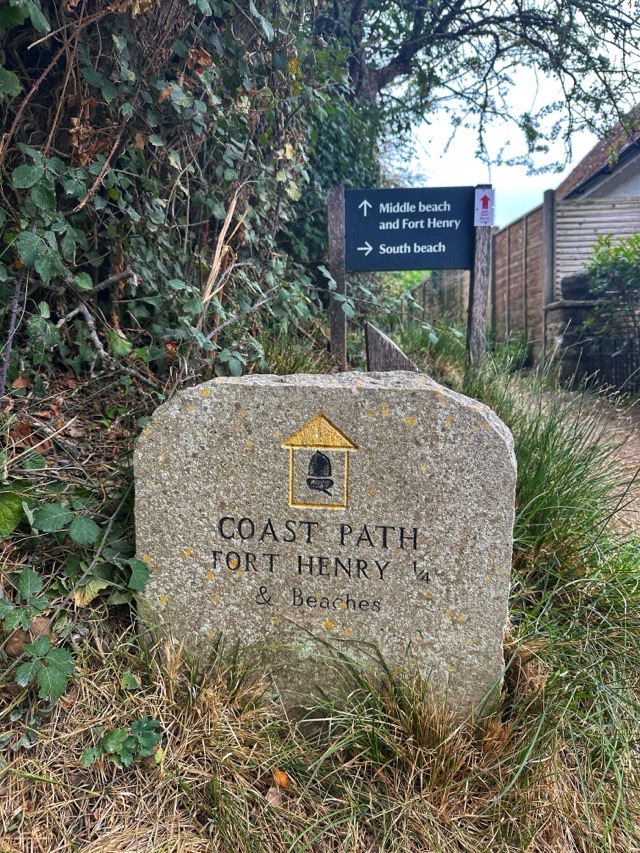 ↑ Middle beach
and Fort Henry
→ South beach
COAST PATH
FORT HENRY ¼
& Beaches